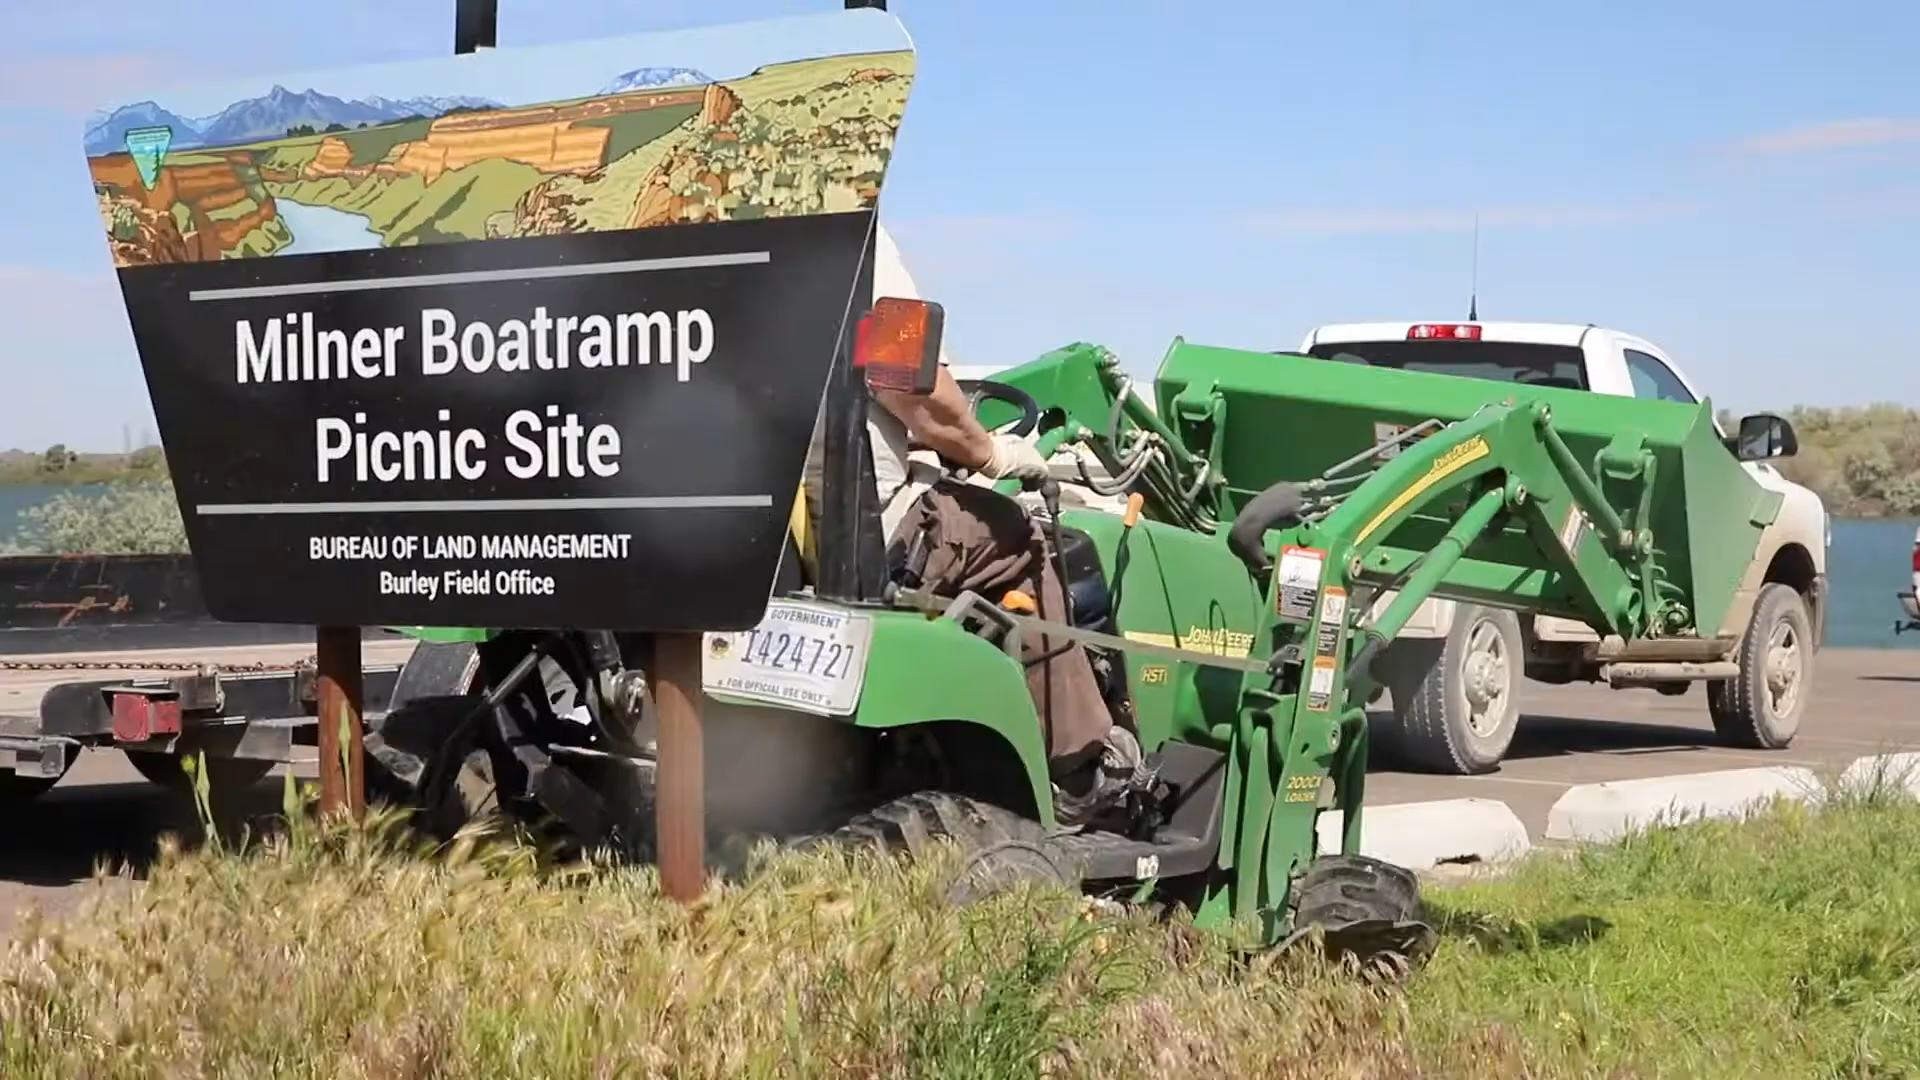 Milner Boatramp
Picnic Site
BUREAU OF LAND MANAGEMENT
Burley Field Office
GOVERNMENT
I424727
FOR OFFICIAL USE ONLY
JOHN DEERE
JOHN DEERE
HST
200CX
LOADER